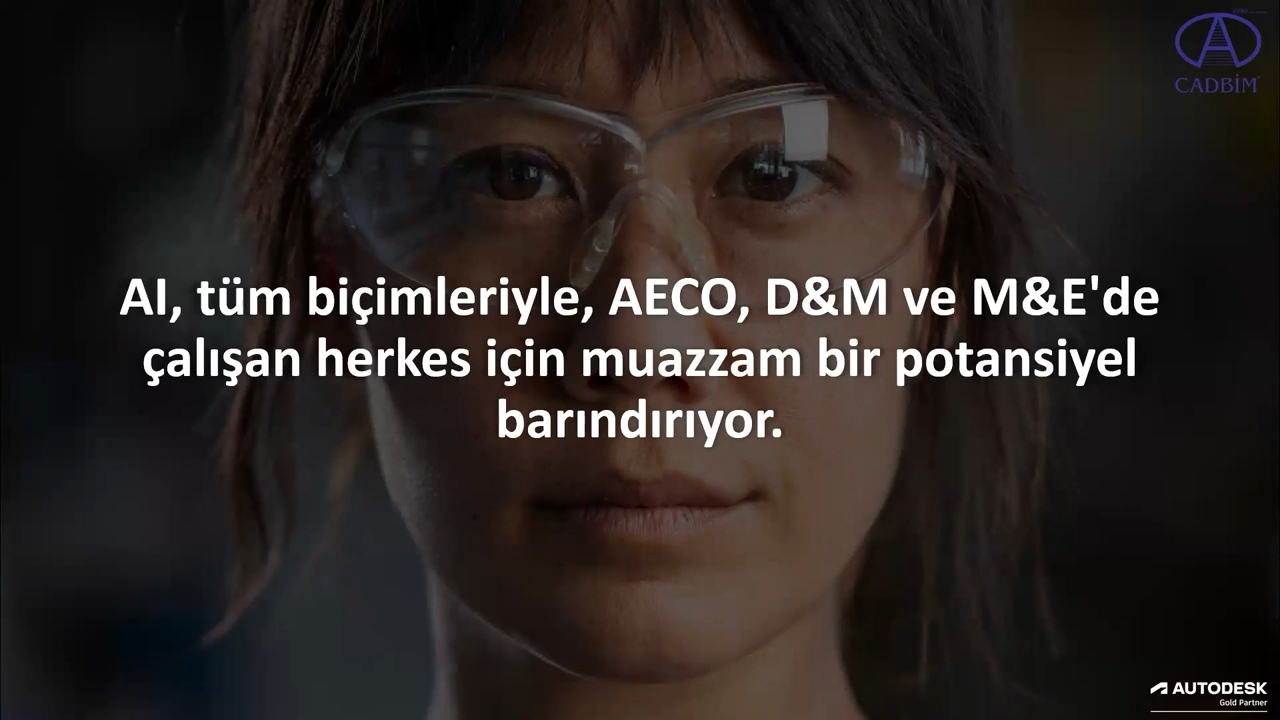 CADBİM
AI, tüm biçimleriyle, AECO, D&M ve M&E'de
çalışan herkes için muazzam bir potansiyel
barındırıyor.
AUTODESK
Gold Partner